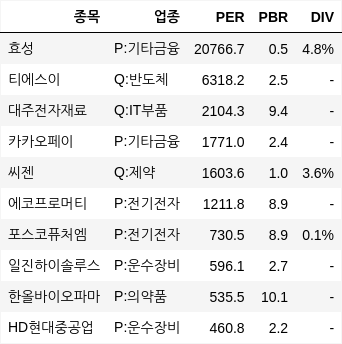 종목 업종 PER PBR DIV
효성 P:기타금융 20766.7 0.5 4.8%
티에스이 Q:반도체 6318.2 2.5 -
대주전자재료 Q:IT부품 2104.3 9.4 -
카카오페이 P:기타금융 1771.0 2.4 -
씨젠 Q:제약 1603.6 1.0 3.6%
에코프로머티 P:전기전자 1211.8 8.9 -
포스코퓨처엠 P:전기전자 730.5 8.9 0.1%
일진하이솔루스 P:운수장비 596.1 2.7 -
한올바이오파마 P:의약품 535.5 10.1 -
HD현대중공업 P:운수장비 460.8 2.2 -